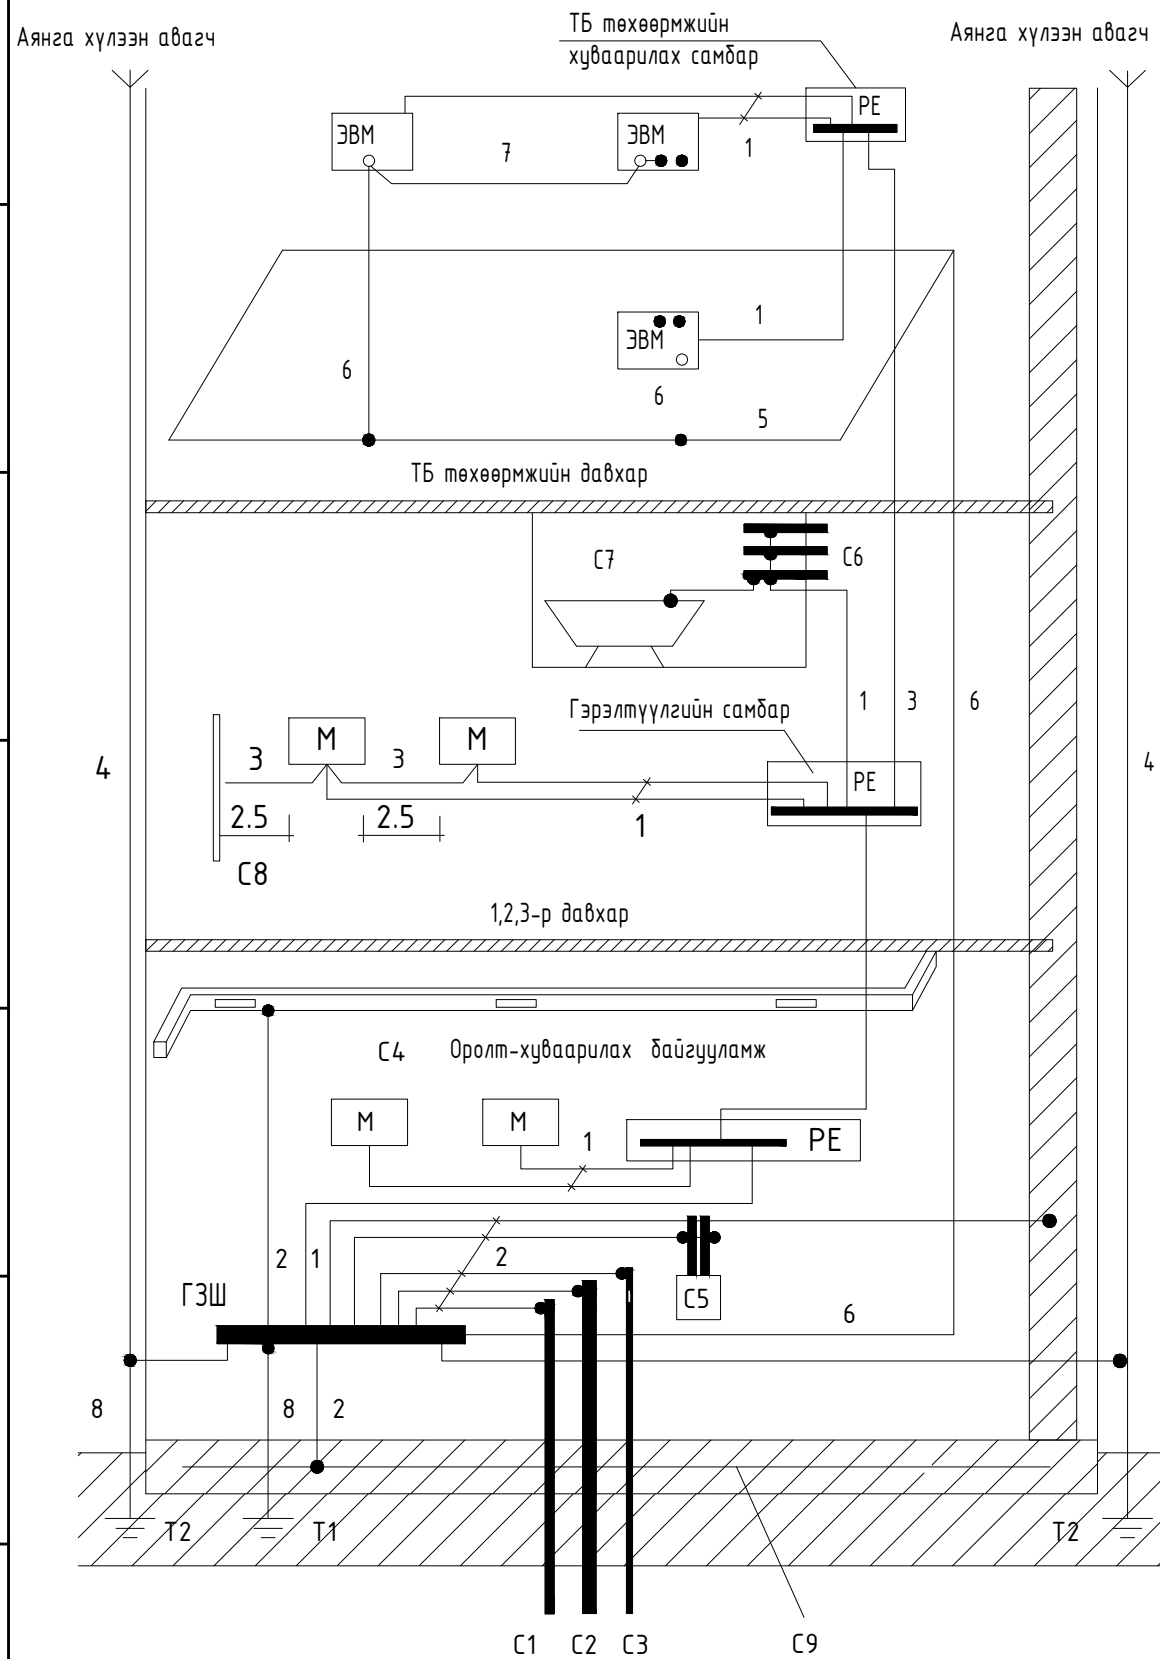 ТБ төхөөрмжийн
хуваарилах самбар
Аянга хүлээн авагч
Аянга хүлээн авагч
PE
ЭВМ
ЭВМ
7
1
ЭВМ
1
6
6
5
ТБ төхөөрмжийн давхар
C7
C6
1
3
6
Гэрэлтүүлгийн самбар
M
M
3
3
PE
4
4
2.5
2.5
1
C8
1,2,3-р давхар
C4
Оролт-хуваарилах байгууламж
M
M
1
PE
2
1
2
ГЗШ
C5
6
8
8
2
T2
T1
T2
C1
C2
C3
C9